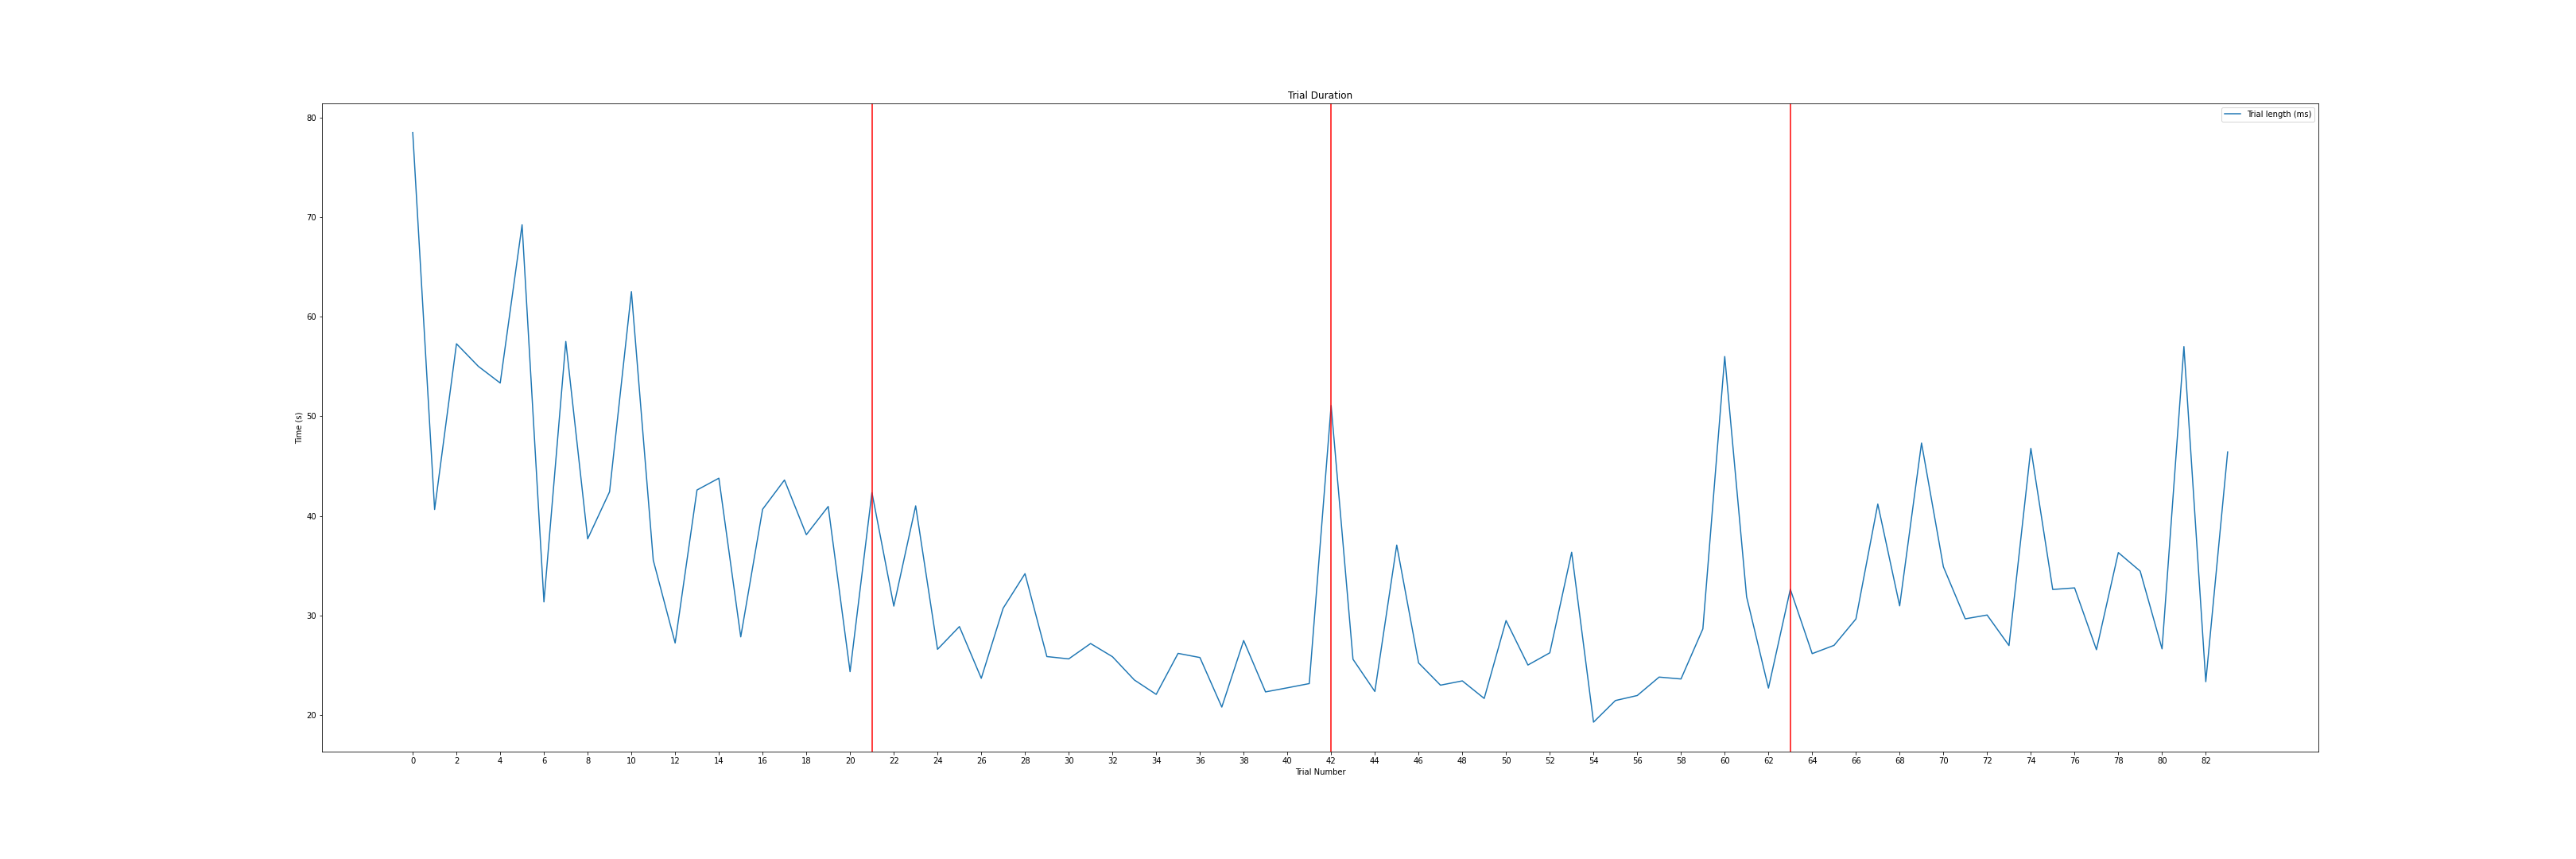 Trial Duration
Trial length (ms)
80
70
60
50
40
30
20
Time (s)
0 2 4 6 8 10 12 14 16 18 20 22 24 26 28 30 32 34 36 38 40 42 44 46 48 50 52 54 56 58 60 62 64 66 68 70 72 74 76 78 80 82
Trial Number